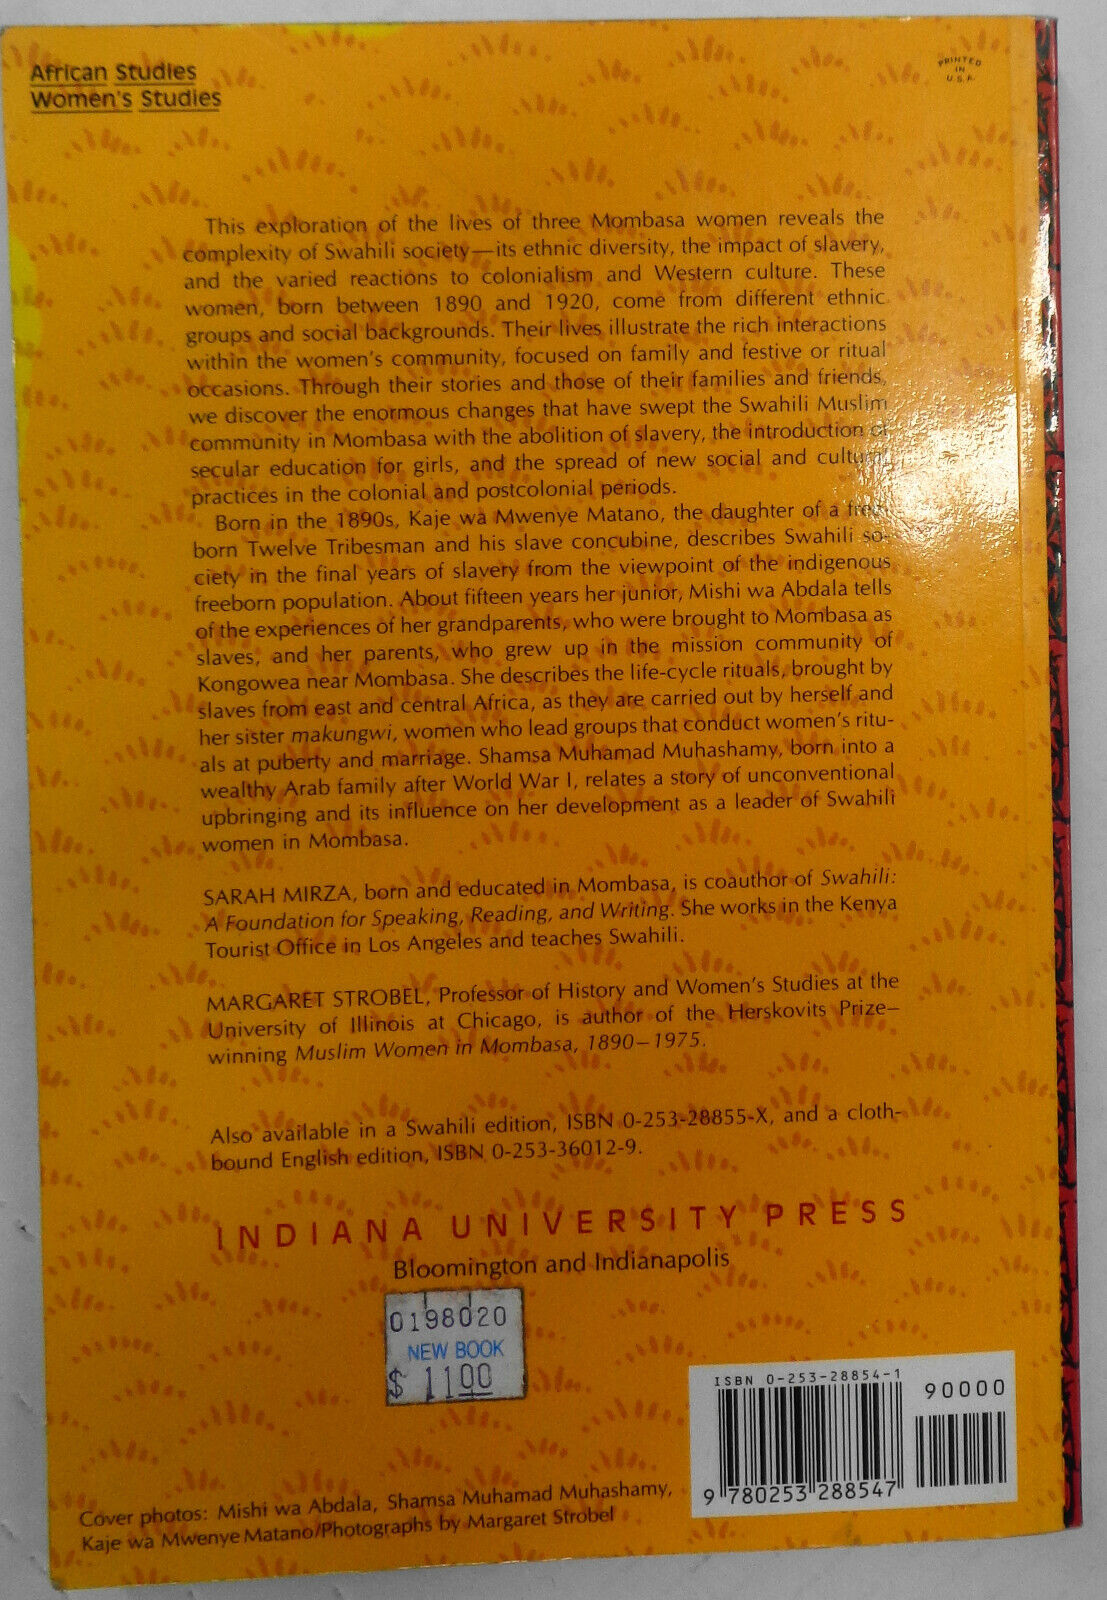 African Studies
Women's Studies
PRINTED
IN
U.S.A.
This exploration of the lives of three Mombasa women reveals the
complexity of Swahili society—its ethnic diversity, the impact of slavery,
and the varied reactions to colonialism and Western culture. These
women, born between 1890 and 1920, come from different ethnic
groups and social backgrounds. Their lives illustrate the rich interactions
within the women's community, focused on family and festive or ritual
occasions. Through their stories and those of their families and friends,
we discover the enormous changes that have swept the Swahili Muslim
community in Mombasa with the abolition of slavery, the introduction of
secular education for girls, and the spread of new social and cultural
practices in the colonial and postcolonial periods.
Born in the 1890s, Kaje wa Mwenye Matano, the daughter of a free-
born Twelve Tribesman and his slave concubine, describes Swahili so-
ciety in the final years of slavery from the viewpoint of the indigenous
freeborn population. About fifteen years her junior, Mishi wa Abdala tells
of the experiences of her grandparents, who were brought to Mombasa as
slaves, and her parents, who grew up in the mission community of
Kongowea near Mombasa. She describes the life-cycle rituals, brought by
slaves from east and central Africa, as they are carried out by herself and
her sister makungwi, women who lead groups that conduct women's ritu-
als at puberty and marriage. Shamsa Muhamad Muhashamy, born into a
wealthy Arab family after World War I, relates a story of unconventional
upbringing and its influence on her development as a leader of Swahili
women in Mombasa.
SARAH MIRZA, born and educated in Mombasa, is coauthor of Swahili:
A Foundation for Speaking, Reading, and Writing. She works in the Kenya
Tourist Office in Los Angeles and teaches Swahili.
MARGARET STROBEL, Professor of History and Women's Studies at the
University of Illinois at Chicago, is author of the Herskovits Prize–
winning Muslim Women in Mombasa, 1890–1975.
Also available in a Swahili edition, ISBN 0-253-28855-X, and a cloth-
bound English edition, ISBN 0-253-36012-9.
INDIANA UNIVERSITY PRESS
Bloomington and Indianapolis
0198020
NEW BOOK
$ 11.00
ISBN 0-253-28854-1
90000
9 780253 288547
Cover photos: Mishi wa Abdala, Shamsa Muhamad Muhashamy,
Kaje wa Mwenye Matano/Photographs by Margaret Strobel